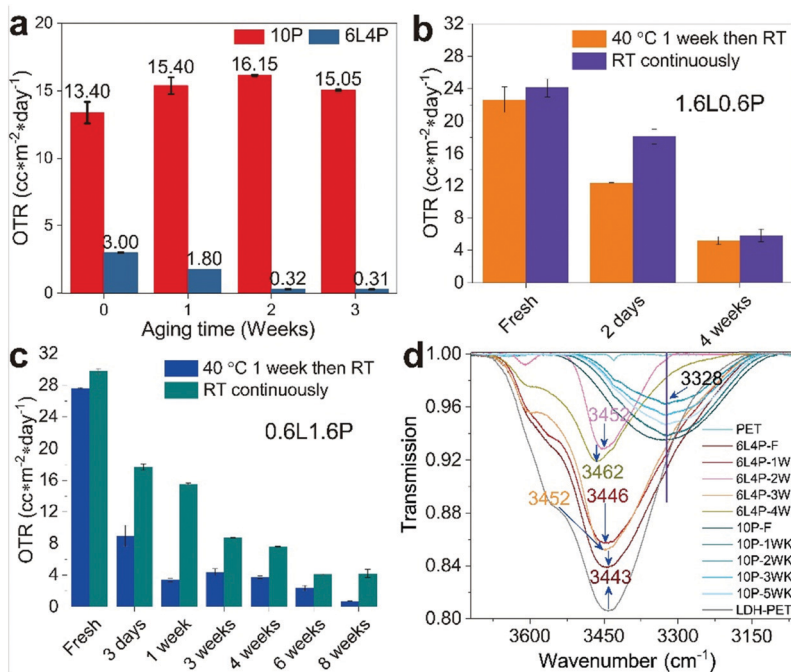 a
10P
6L4P
OTR (cc*m⁻²*day⁻¹)
20
15
10
5
0
13.40
15.40
16.15
15.05
3.00
1.80
0.32
0.31
0
1
2
3
Aging time (Weeks)
b
40 °C 1 week then RT
RT continuously
1.6L0.6P
OTR (cc*m⁻²*day⁻¹)
32
28
24
20
16
12
8
4
0
Fresh
2 days
4 weeks
c
40 °C 1 week then RT
RT continuously
0.6L1.6P
OTR (cc*m⁻²*day⁻¹)
32
28
24
20
16
12
8
4
0
Fresh
3 days
1 week
3 weeks
4 weeks
6 weeks
8 weeks
d
Transmission
1.00
0.96
0.92
0.88
0.84
0.80
3328
3452
3462
3452
3446
3443
PET
6L4P-F
6L4P-1W
6L4P-2W
6L4P-3W
6L4P-4W
10P-F
10P-1WK
10P-2WK
10P-3WK
10P-5WK
LDH-PET
3600
3450
3300
3150
Wavenumber (cm⁻¹)